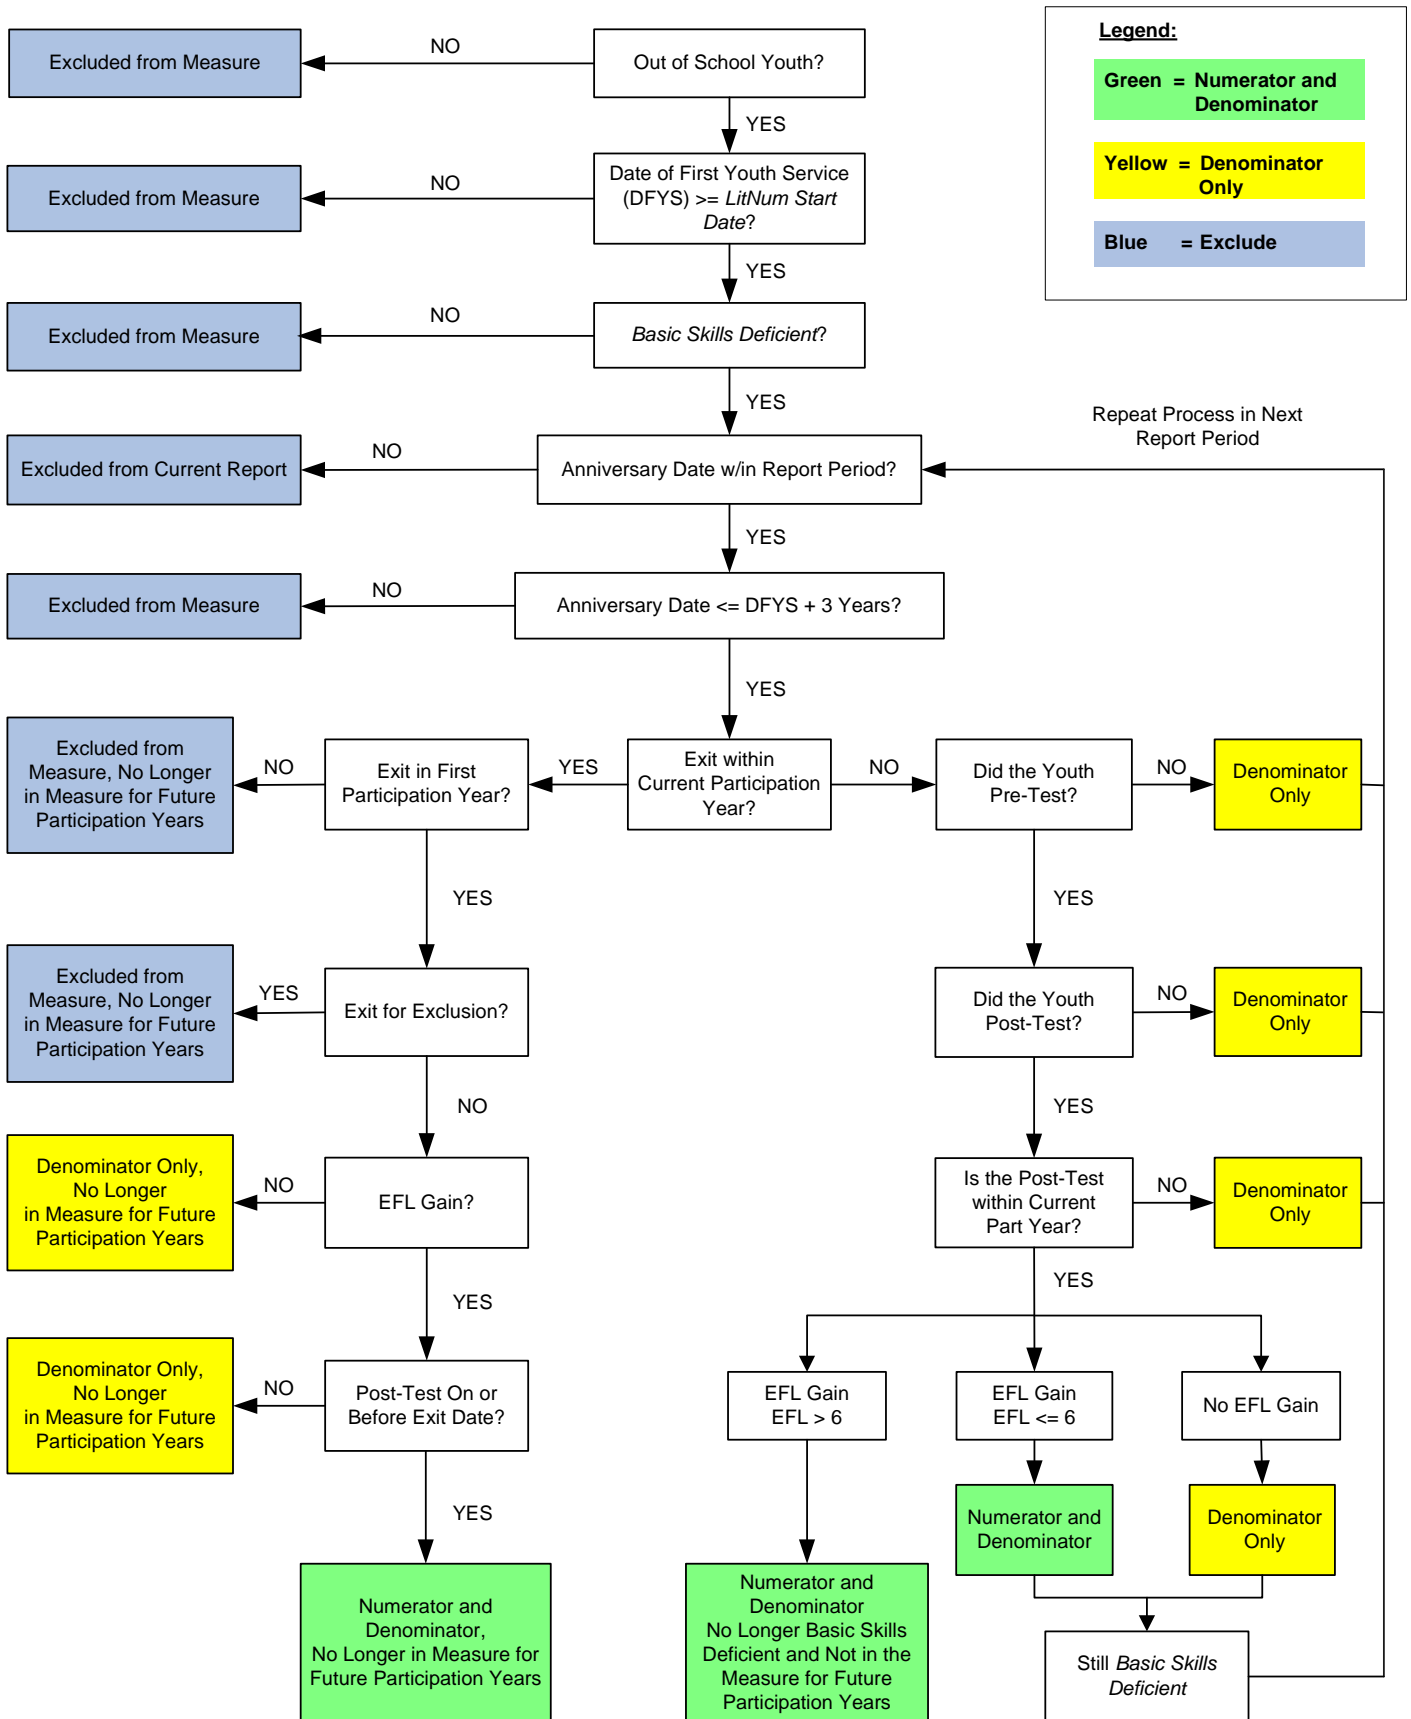 Legend:
Green = Numerator and
Denominator
Yellow = Denominator
Only
Blue = Exclude
Excluded from Measure
NO
Out of School Youth?
YES
Excluded from Measure
NO
Date of First Youth Service
(DFYS) >= LitNum Start
Date?
YES
Excluded from Measure
NO
Basic Skills Deficient?
YES
Repeat Process in Next
Report Period
Excluded from Current Report
NO
Anniversary Date w/in Report Period?
YES
Excluded from Measure
NO
Anniversary Date <= DFYS + 3 Years?
YES
Excluded from
Measure, No Longer
in Measure for Future
Participation Years
NO
Exit in First
Participation Year?
YES
Exit within
Current Participation
Year?
NO
Did the Youth
Pre-Test?
NO
Denominator
Only
YES
YES
Excluded from
Measure, No Longer
in Measure for Future
Participation Years
YES
Exit for Exclusion?
Did the Youth
Post-Test?
NO
Denominator
Only
NO
YES
Denominator Only,
No Longer
in Measure for Future
Participation Years
NO
EFL Gain?
Is the Post-Test
within Current
Part Year?
NO
Denominator
Only
YES
YES
Denominator Only,
No Longer
in Measure for Future
Participation Years
NO
Post-Test On or
Before Exit Date?
EFL Gain
EFL > 6
EFL Gain
EFL <= 6
No EFL Gain
YES
Numerator and
Denominator
Denominator
Only
Numerator and
Denominator,
No Longer in Measure for
Future Participation Years
Numerator and
Denominator
No Longer Basic Skills
Deficient and Not in the
Measure for Future
Participation Years
Still Basic Skills
Deficient